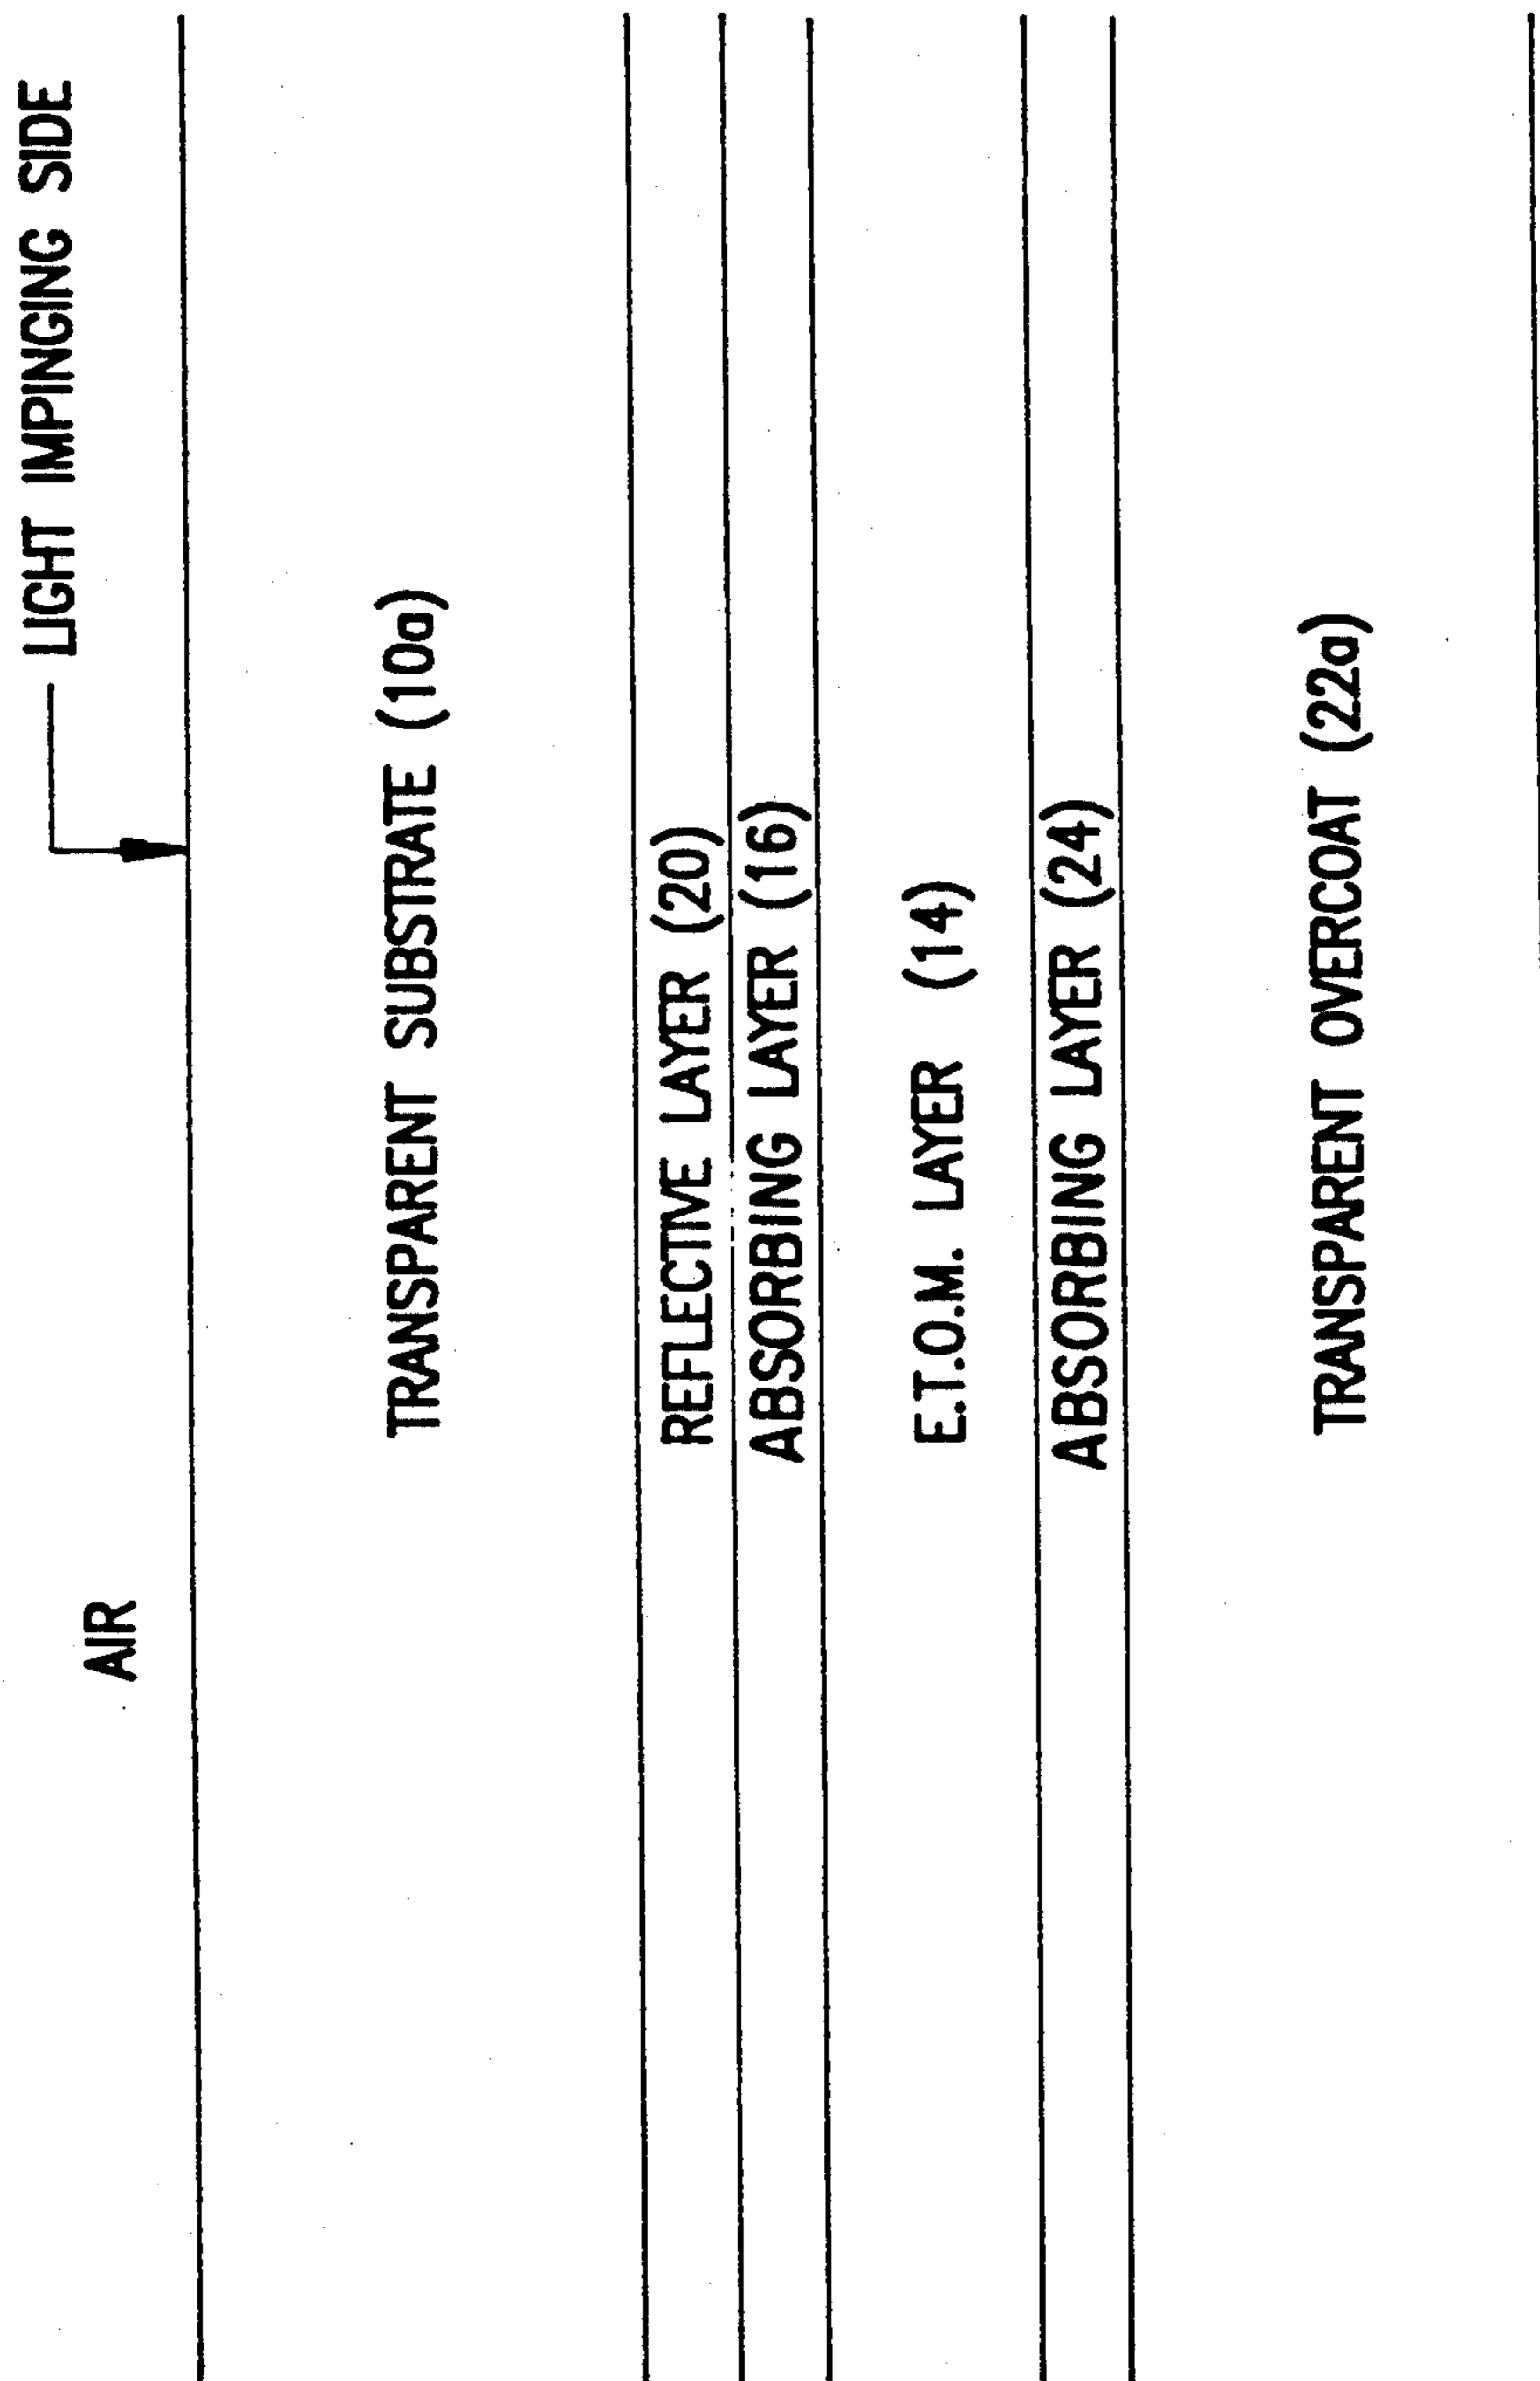 LIGHT IMPINGING SIDE
AIR
TRANSPARENT SUBSTRATE (10a)
REFLECTIVE LAYER (20)
ABSORBING LAYER (16)
E.T.O.M. LAYER (14)
ABSORBING LAYER (24)
TRANSPARENT OVERCOAT (22a)